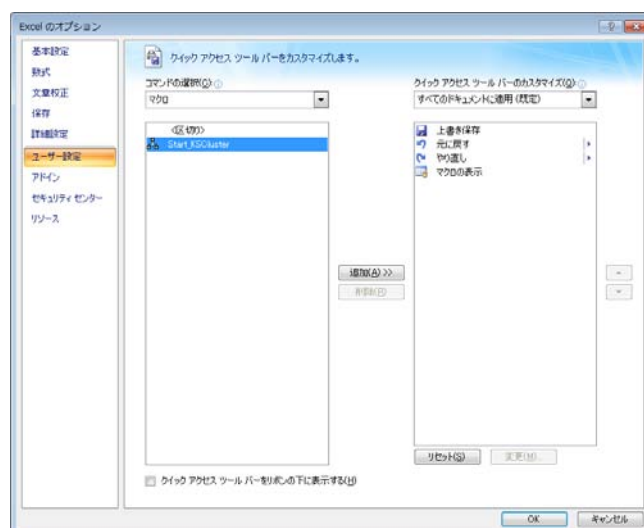 Excel のオプション
基本設定
数式
文章校正
保存
詳細設定
ユーザー設定
アドイン
セキュリティ センター
リソース
クイック アクセス ツール バーをカスタマイズします。
コマンドの選択(C)
マクロ
<区切り>
Start_KSCluster
追加(A) >>
削除(R)
クイック アクセス ツール バーのカスタマイズ(Q)
すべてのドキュメントに適用 (既定)
上書き保存
元に戻す
やり直し
マクロの表示
リセット(S)
変更(M)...
クイック アクセス ツール バーをリボンの下に表示する(H)
OK
キャンセル